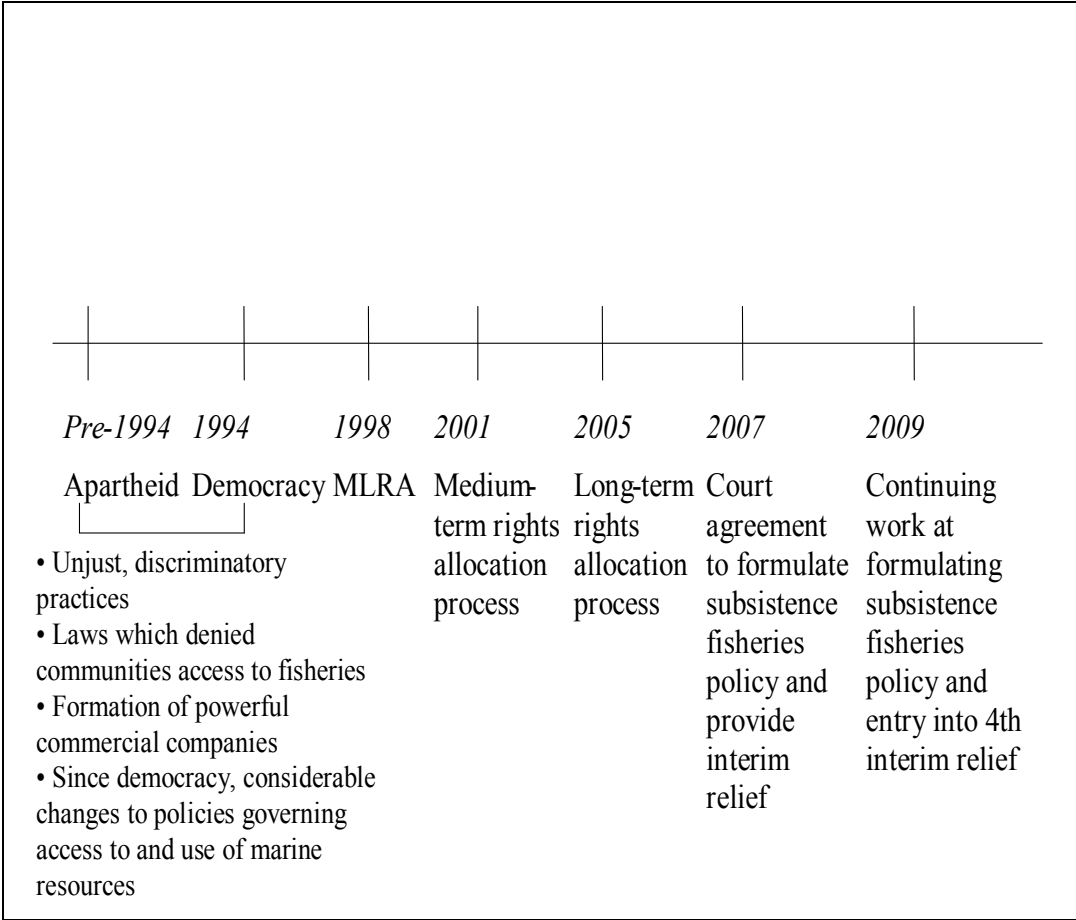 Pre-1994 1994 1998 2001 2005 2007 2009
Apartheid Democracy MLRA
Medium-
term rights
allocation
process
Long-term
rights
allocation
process
Court
agreement
to formulate
subsistence
fisheries
policy and
provide
interim
relief
Continuing
work at
formulating
subsistence
fisheries
policy and
entry into 4th
interim relief
• Unjust, discriminatory
practices
• Laws which denied
communities access to fisheries
• Formation of powerful
commercial companies
• Since democracy, considerable
changes to policies governing
access to and use of marine
resources